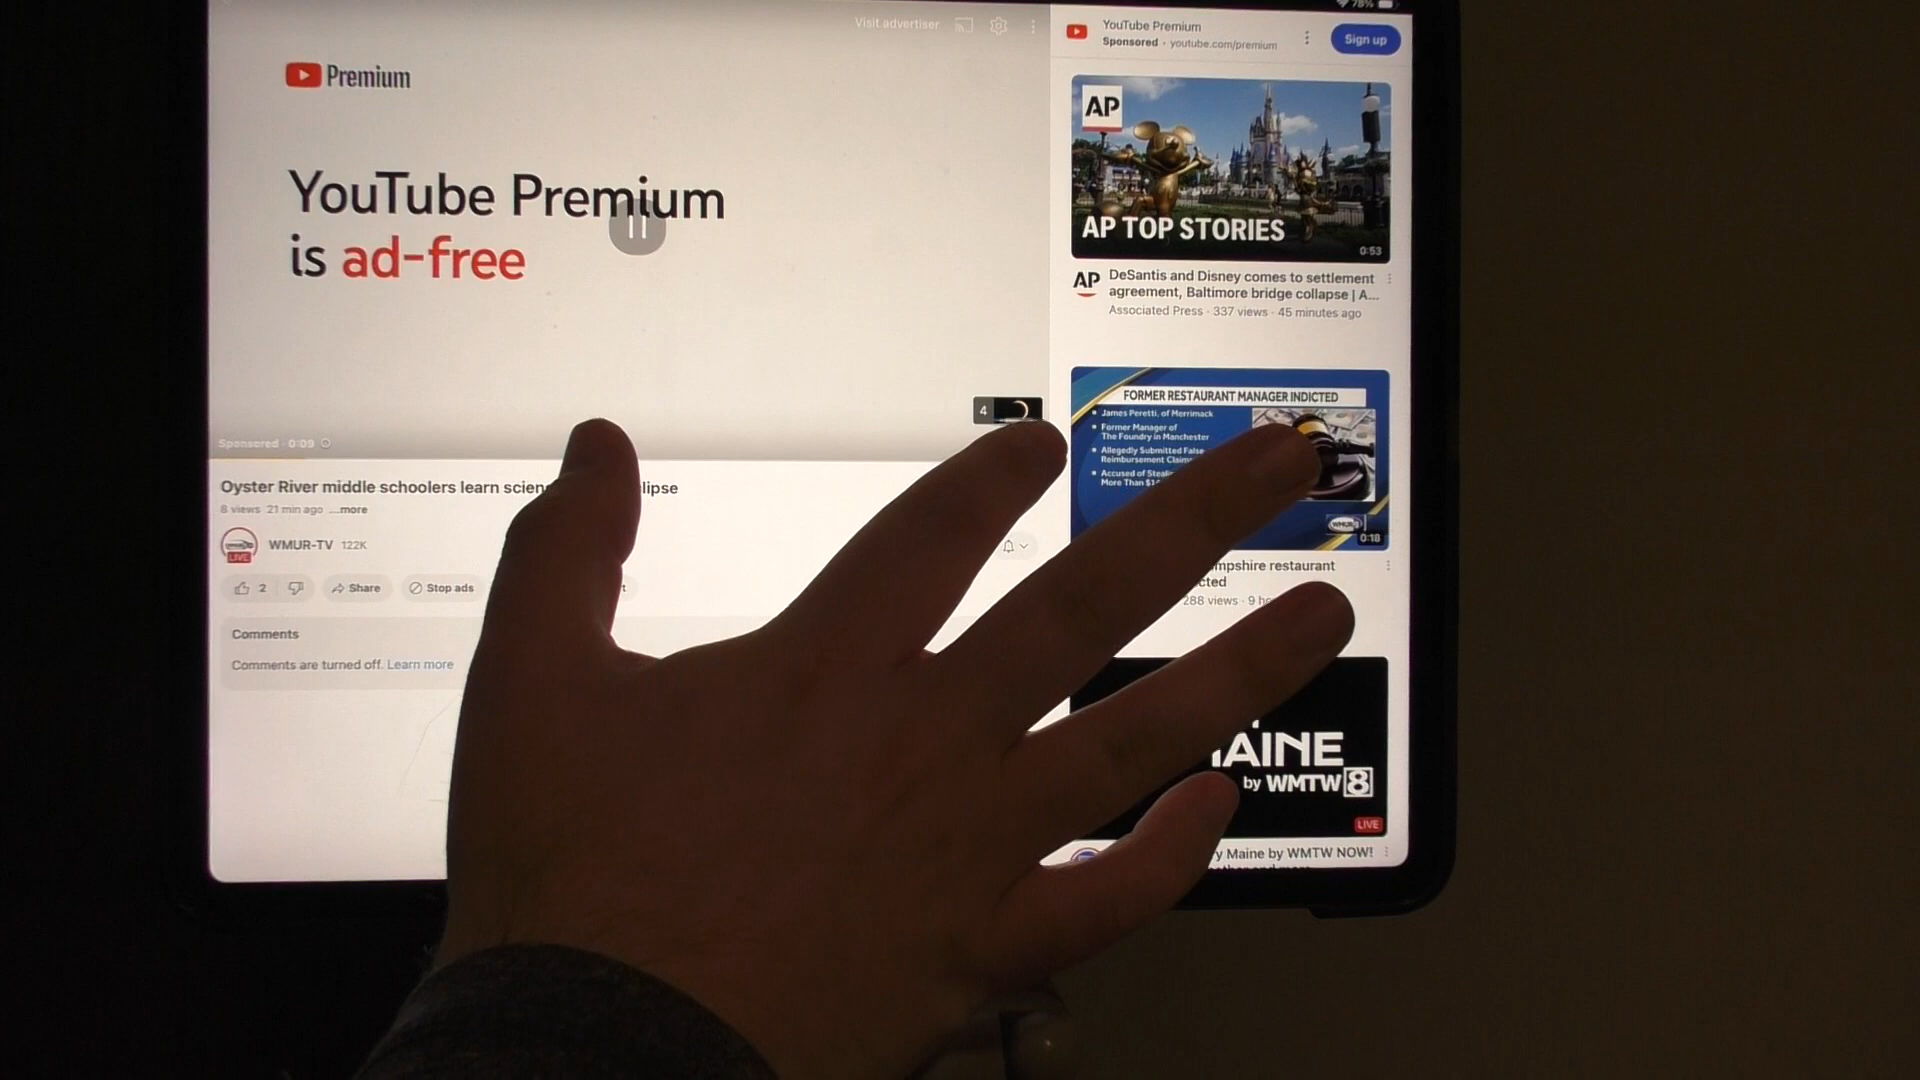 78%
Visit advertiser
Premium
YouTube Premium
is ad-free
4
Sponsored · 0:09
Oyster River middle schoolers learn lipse
8 views 21 min ago ...more
WMUR-TV 122K
LIVE
2
Share
Stop ads
Comments
Comments are turned off. Learn more
YouTube Premium
Sponsored · youtube.com/premium
Sign up
AP
AP TOP STORIES
0:53
AP
DeSantis and Disney comes to settlement
agreement, Baltimore bridge collapse | A...
Associated Press · 337 views · 45 minutes ago
FORMER RESTAURANT MANAGER INDICTED
James Peretti, of Merrimack
Former Manager of
The Foundry in Manchester
Allegedly Submitted False
Reimbursement
Accused of
More Than
WMUR
0:18
mpshire restaurant
cted
288 views · 9
AINE
by WMTW 8
LIVE
y Maine by WMTW NOW!